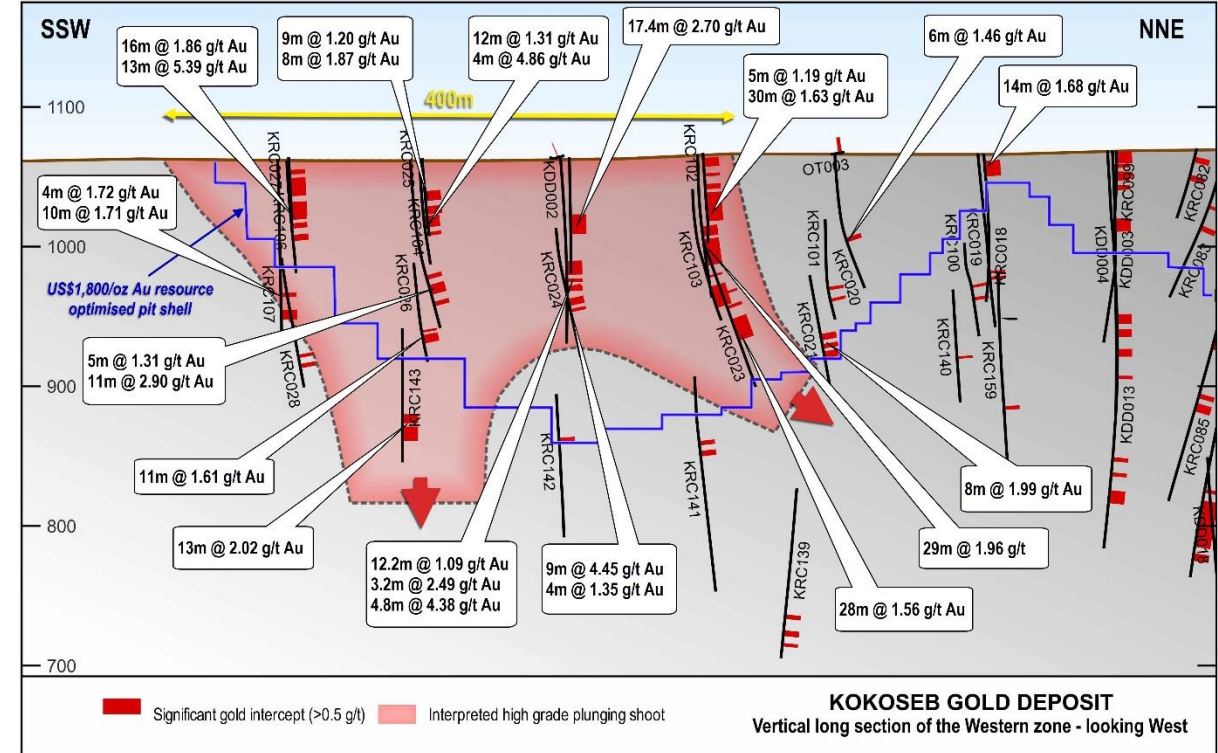 SSW
NNE
16m @ 1.86 g/t Au
13m @ 5.39 g/t Au
9m @ 1.20 g/t Au
8m @ 1.87 g/t Au
12m @ 1.31 g/t Au
4m @ 4.86 g/t Au
17.4m @ 2.70 g/t Au
6m @ 1.46 g/t Au
5m @ 1.19 g/t Au
30m @ 1.63 g/t Au
14m @ 1.68 g/t Au
1100
400m
KRC027
KRC025
KDD002
KRC102
OT003
KRC099
KRC082
4m @ 1.72 g/t Au
10m @ 1.71 g/t Au
1000
KRC106
KRC104
KRC024
KRC103
KRC101
KRC020
KRC100
KRC019
KRC018
KDD004
KDD003
US$1,800/oz Au resource
optimised pit shell
KRC107
KRC026
KRC023
KRC021
KRC140
KRC159
KDD013
5m @ 1.31 g/t Au
11m @ 2.90 g/t Au
900
KRC028
KRC143
KRC142
KRC141
KRC085
11m @ 1.61 g/t Au
8m @ 1.99 g/t Au
800
KRC139
13m @ 2.02 g/t Au
12.2m @ 1.09 g/t Au
3.2m @ 2.49 g/t Au
4.8m @ 4.38 g/t Au
9m @ 4.45 g/t Au
4m @ 1.35 g/t Au
29m @ 1.96 g/t
28m @ 1.56 g/t Au
700
Significant gold intercept (>0.5 g/t)
Interpreted high grade plunging shoot
KOKOSEB GOLD DEPOSIT
Vertical long section of the Western zone - looking West